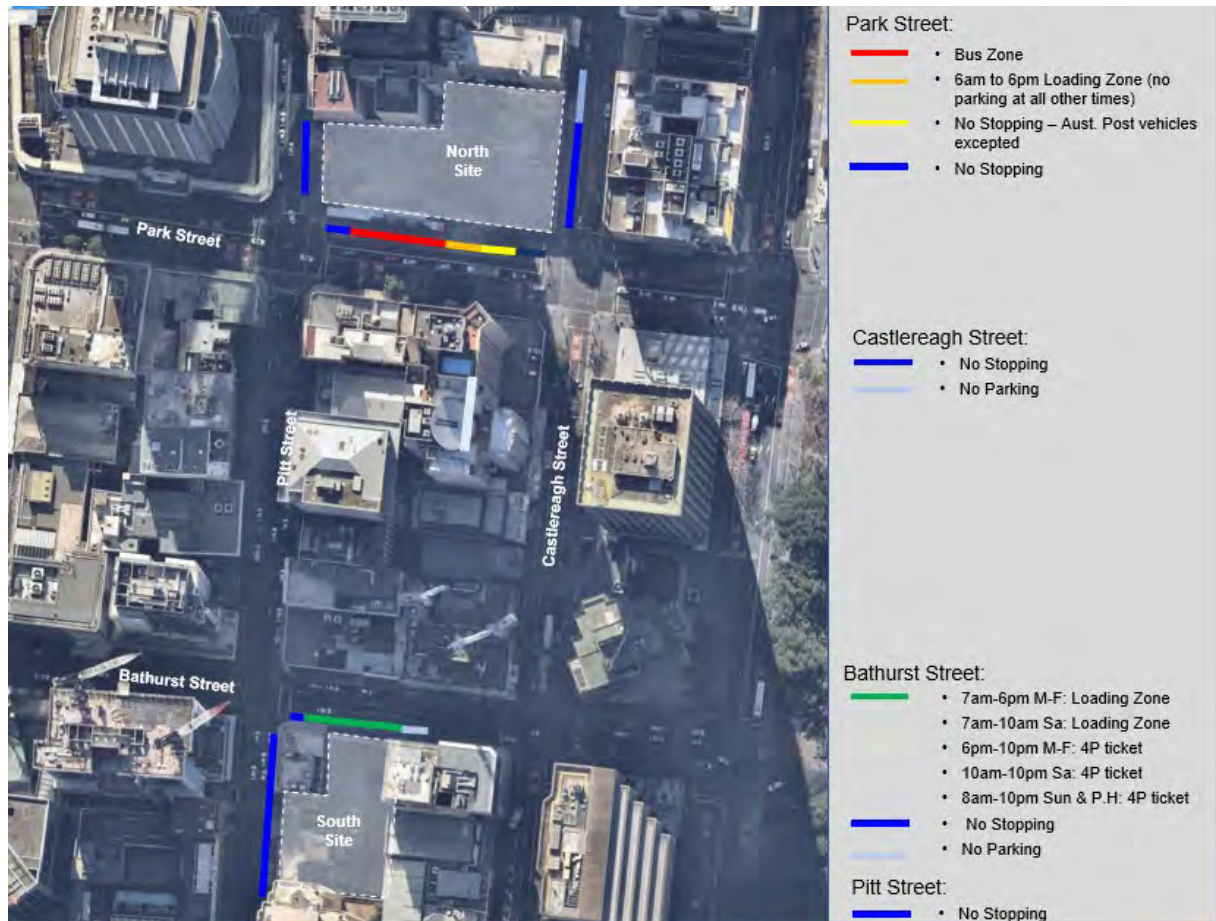 North
Site
Park Street
Pitt Street
Castlereagh Street
Bathurst Street
South
Site
Park Street:
• Bus Zone
• 6am to 6pm Loading Zone (no
parking at all other times)
• No Stopping – Aust. Post vehicles
excepted
• No Stopping
Castlereagh Street:
• No Stopping
• No Parking
Bathurst Street:
• 7am-6pm M-F: Loading Zone
• 7am-10am Sa: Loading Zone
• 6pm-10pm M-F: 4P ticket
• 10am-10pm Sa: 4P ticket
• 8am-10pm Sun & P.H: 4P ticket
• No Stopping
• No Parking
Pitt Street:
• No Stopping